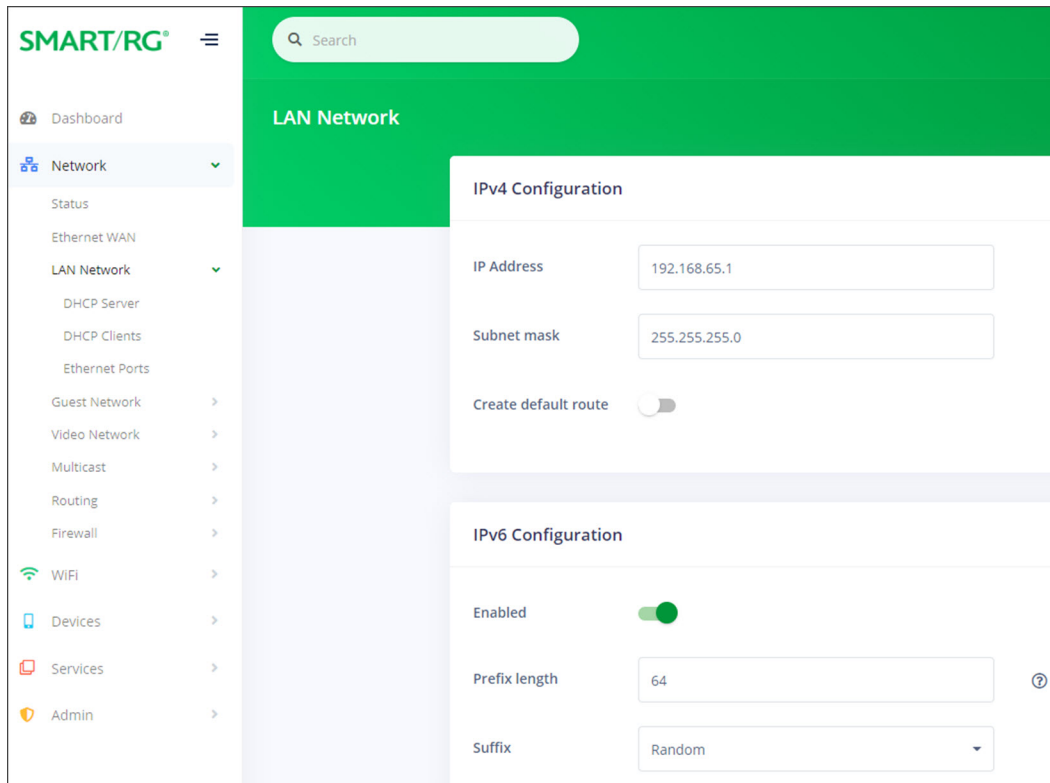 SMART/RG®
Search
Dashboard
LAN Network
Network
IPv4 Configuration
Status
Ethernet WAN
LAN Network
IP Address
192.168.65.1
DHCP Server
DHCP Clients
Subnet mask
255.255.255.0
Ethernet Ports
Guest Network
Create default route
Video Network
Multicast
Routing
Firewall
IPv6 Configuration
WiFi
Devices
Enabled
Services
Prefix length
64
Admin
Suffix
Random